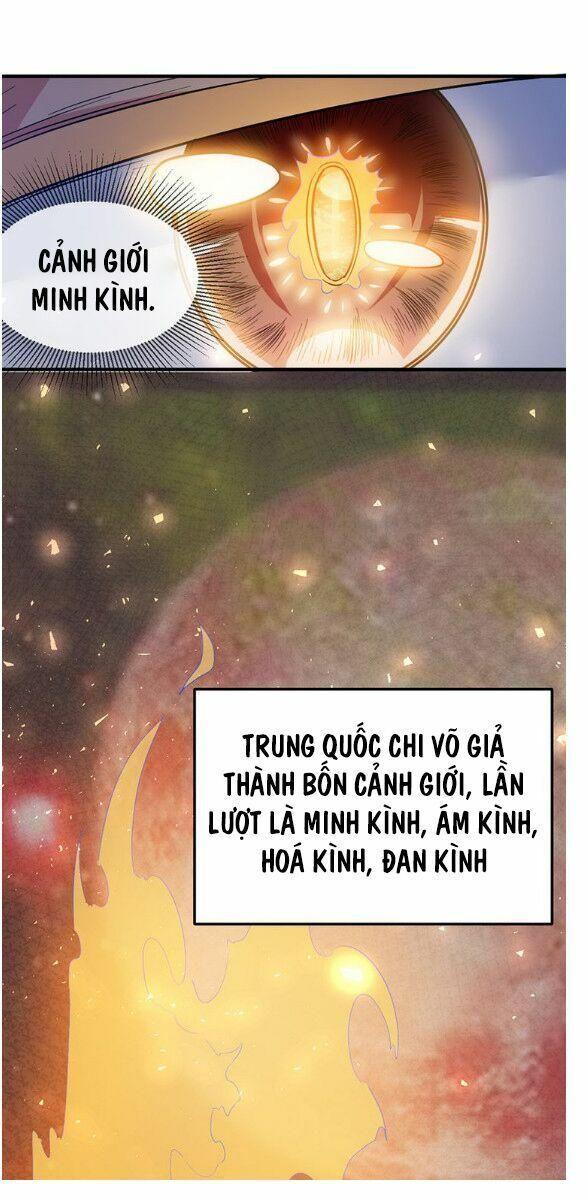 CẢNH GIỚI
MINH KÌNH.
TRUNG QUỐC CHI VÕ GIẢ
THÀNH BỐN CẢNH GIỚI, LẦN
LƯỢT LÀ MINH KÌNH, ÁM KÌNH,
HOÁ KÌNH, ĐAN KÌNH